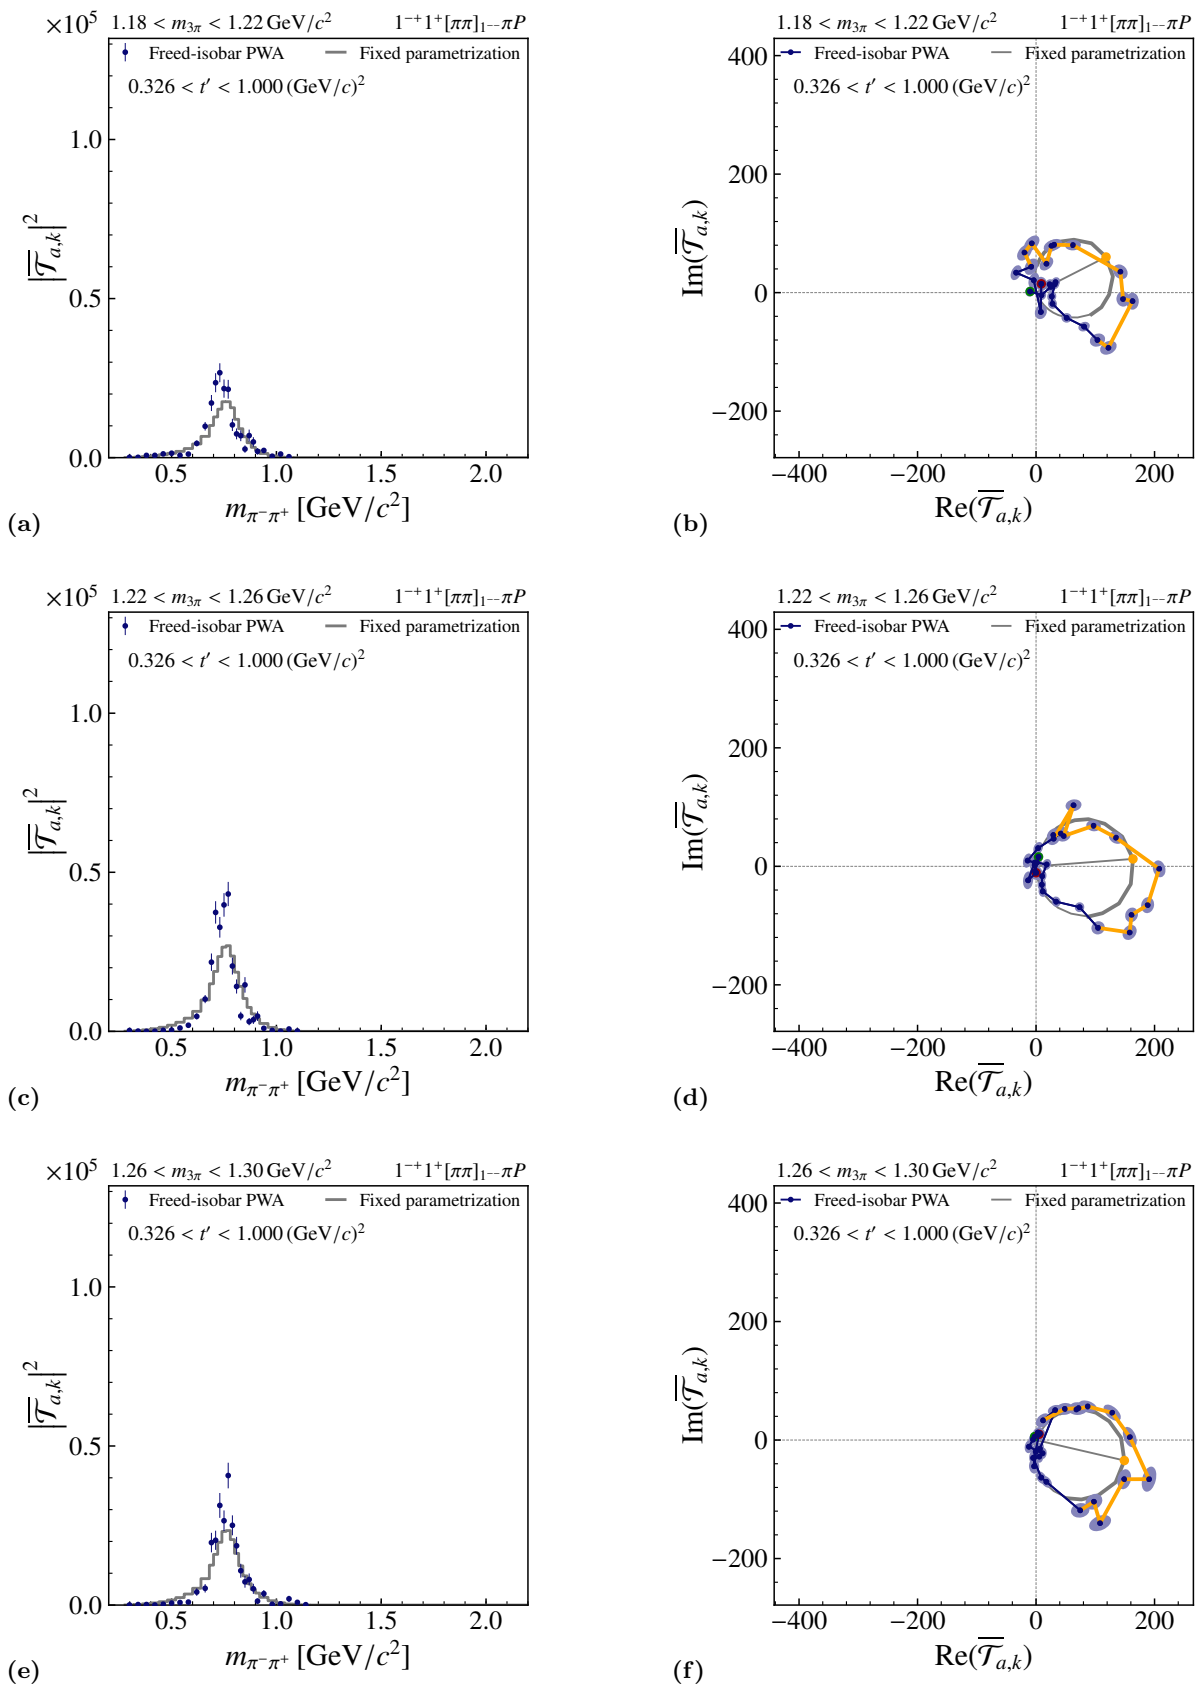 ×10⁵ 1.18 < m₃π < 1.22 GeV/c² 1⁻⁺1⁺[ππ]₁₋₋πP
Freed-isobar PWA Fixed parametrization
0.326 < t′ < 1.000 (GeV/c)²
1.0
0.5
0.0
|T̅a,k|²
0.5 1.0 1.5 2.0
mπ⁻π⁺ [GeV/c²]
(a)
1.18 < m₃π < 1.22 GeV/c² 1⁻⁺1⁺[ππ]₁₋₋πP
Freed-isobar PWA Fixed parametrization
0.326 < t′ < 1.000 (GeV/c)²
400
200
0
−200
Im(T̅a,k)
−400 −200 0 200
Re(T̅a,k)
(b)
×10⁵ 1.22 < m₃π < 1.26 GeV/c² 1⁻⁺1⁺[ππ]₁₋₋πP
Freed-isobar PWA Fixed parametrization
0.326 < t′ < 1.000 (GeV/c)²
1.0
0.5
0.0
|T̅a,k|²
0.5 1.0 1.5 2.0
mπ⁻π⁺ [GeV/c²]
(c)
1.22 < m₃π < 1.26 GeV/c² 1⁻⁺1⁺[ππ]₁₋₋πP
Freed-isobar PWA Fixed parametrization
0.326 < t′ < 1.000 (GeV/c)²
400
200
0
−200
Im(T̅a,k)
−400 −200 0 200
Re(T̅a,k)
(d)
×10⁵ 1.26 < m₃π < 1.30 GeV/c² 1⁻⁺1⁺[ππ]₁₋₋πP
Freed-isobar PWA Fixed parametrization
0.326 < t′ < 1.000 (GeV/c)²
1.0
0.5
0.0
|T̅a,k|²
0.5 1.0 1.5 2.0
mπ⁻π⁺ [GeV/c²]
(e)
1.26 < m₃π < 1.30 GeV/c² 1⁻⁺1⁺[ππ]₁₋₋πP
Freed-isobar PWA Fixed parametrization
0.326 < t′ < 1.000 (GeV/c)²
400
200
0
−200
Im(T̅a,k)
−400 −200 0 200
Re(T̅a,k)
(f)